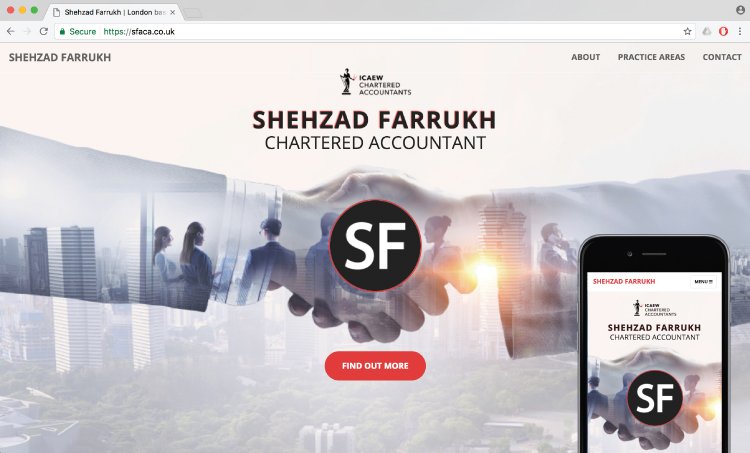 Shehzad Farrukh | London bas
Secure https://sfaca.co.uk
SHEHZAD FARRUKH
ABOUT PRACTICE AREAS CONTACT
ICAEW
CHARTERED
ACCOUNTANTS
SHEHZAD FARRUKH
CHARTERED ACCOUNTANT
SF
FIND OUT MORE
SHEHZAD FARRUKH MENU
ICAEW
CHARTERED
ACCOUNTANTS
SHEHZAD FARRUKH
CHARTERED ACCOUNTANT
SF